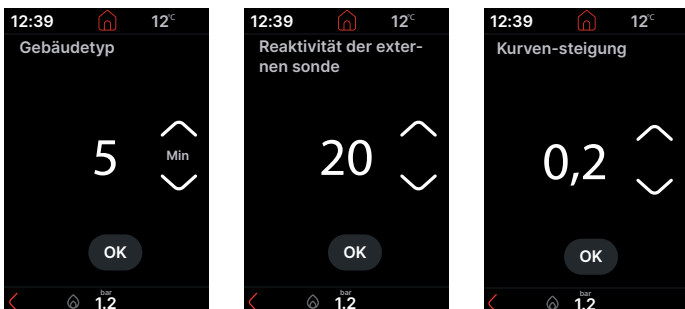 12:39 12°C
Gebäudetyp
5 Min
OK
bar
1.2
12:39 12°C
Reaktivität der exter-
nen sonde
20
OK
bar
1.2
12:39 12°C
Kurven-steigung
0,2
OK
bar
1.2